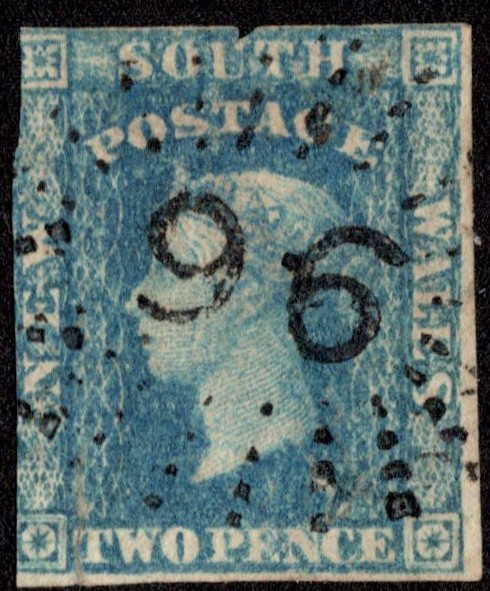 SOUTH
POSTAGE
NEW
WALES
96
TWO PENCE